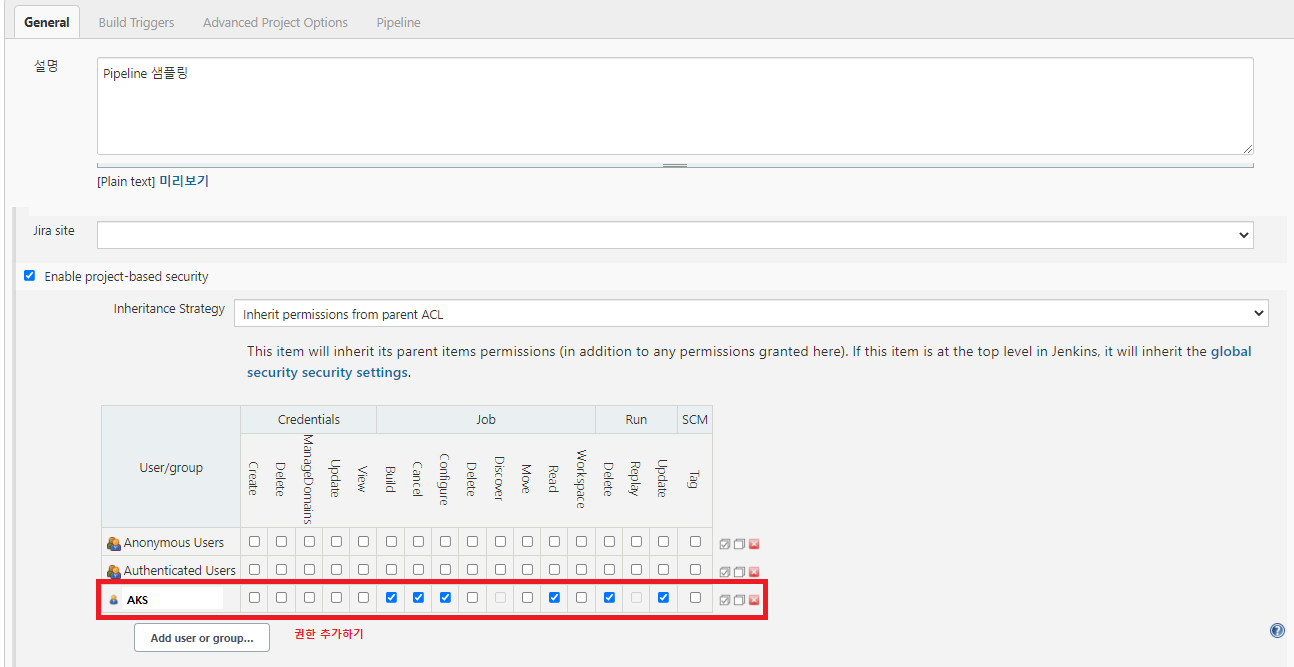 General Build Triggers Advanced Project Options Pipeline
설명
Pipeline 샘플링
[Plain text] 미리보기
Jira site
Enable project-based security
Inheritance Strategy Inherit permissions from parent ACL
This item will inherit its parent items permissions (in addition to any permissions granted here). If this item is at the top level in Jenkins, it will inherit the global
security security settings.
User/group Credentials Job Run SCM
Create Delete ManageDomains Update View Build Cancel Configure Delete Discover Move Read Workspace Delete Replay Update Tag
Anonymous Users
Authenticated Users
AKS
Add user or group... 권한 추가하기